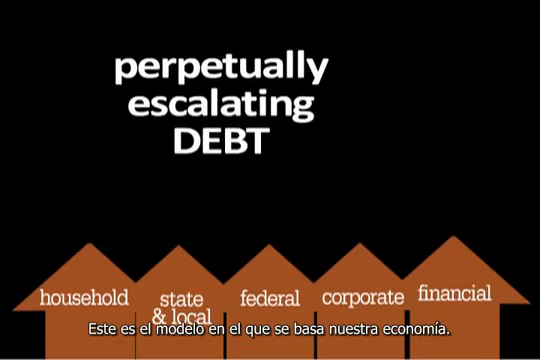 perpetually
escalating
DEBT
household
state
& local
federal
corporate
financial
Este es el modelo en el que se basa nuestra economía.